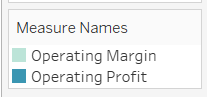 Measure Names
Operating Margin
Operating Profit